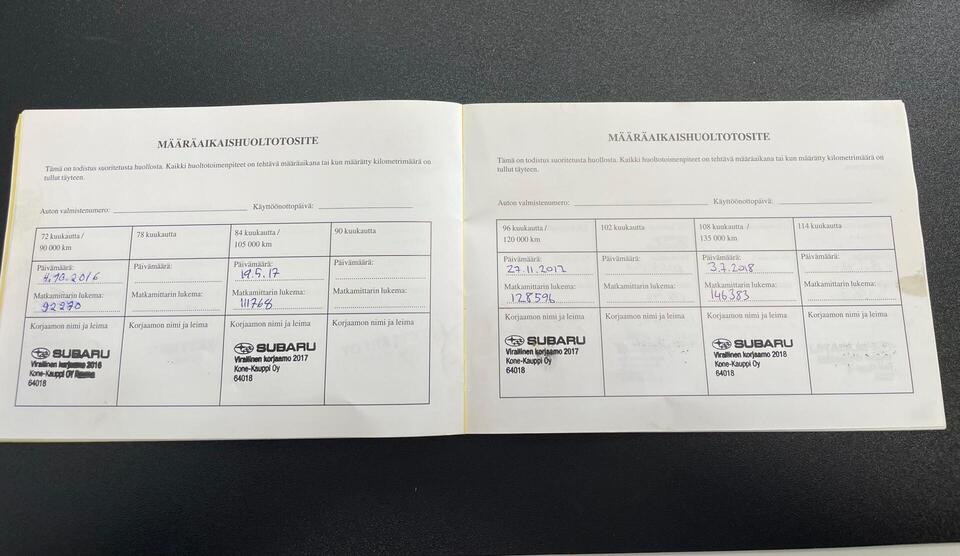 MÄÄRÄAIKAISHUOLTOTOSITE
Tämä on todistus suoritetusta huollosta. Kaikki huoltotoimenpiteet on tehtävä määräaikana tai kun määrätty kilometrimäärä on
tullut täyteen.
Auton valmistenumero: Käyttöönottopäivä:
72 kuukautta /
90 000 km
78 kuukautta
84 kuukautta /
105 000 km
90 kuukautta
Päivämäärä:
4.10.2016
Päivämäärä:
Päivämäärä:
19.5.17
Päivämäärä:
Matkamittarin lukema:
92270
Matkamittarin lukema:
Matkamittarin lukema:
111768
Matkamittarin lukema:
Korjaamon nimi ja leima
SUBARU
Virallinen korjaamo 2016
Kone-Kauppi Oy
64018
Korjaamon nimi ja leima
Korjaamon nimi ja leima
SUBARU
Virallinen korjaamo 2017
Kone-Kauppi Oy
64018
Korjaamon nimi ja leima
MÄÄRÄAIKAISHUOLTOTOSITE
Tämä on todistus suoritetusta huollosta. Kaikki huoltotoimenpiteet on tehtävä määräaikana tai kun määrätty kilometrimäärä on
tullut täyteen.
Auton valmistenumero: Käyttöönottopäivä:
96 kuukautta /
120 000 km
102 kuukautta
108 kuukautta /
135 000 km
114 kuukautta
Päivämäärä:
27.11.2017
Päivämäärä:
Päivämäärä:
3.7.2018
Päivämäärä:
Matkamittarin lukema:
128596
Matkamittarin lukema:
Matkamittarin lukema:
146383
Matkamittarin lukema:
Korjaamon nimi ja leima
SUBARU
Virallinen korjaamo 2017
Kone-Kauppi Oy
64018
Korjaamon nimi ja leima
Korjaamon nimi ja leima
SUBARU
Virallinen korjaamo 2018
Kone-Kauppi Oy
64018
Korjaamon nimi ja leima